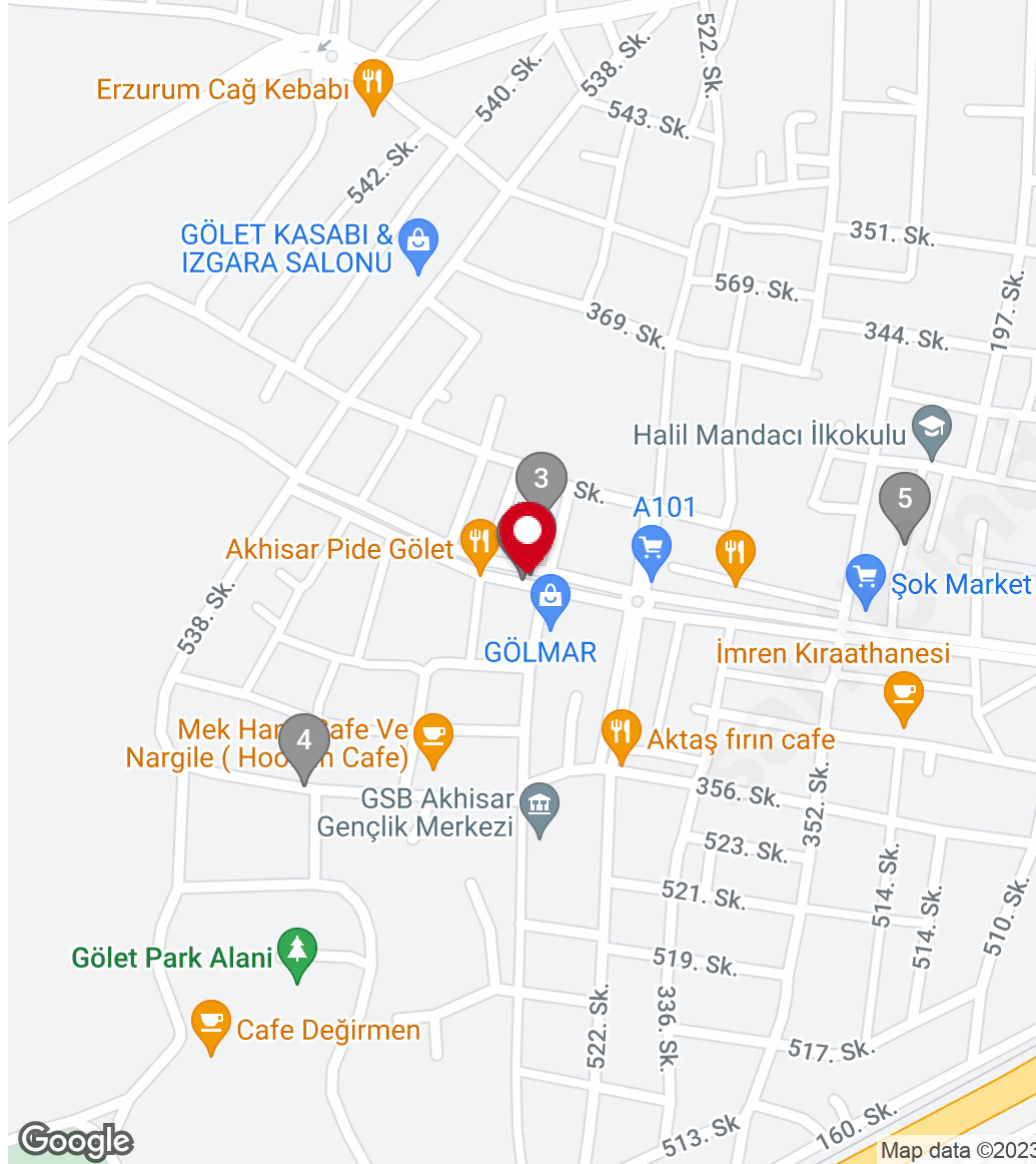 522. Sk.
538. Sk.
540. Sk.
Erzurum Cağ Kebabı
543. Sk.
542. Sk.
GÖLET KASABI &
IZGARA SALONU
351. Sk.
569. Sk.
197. Sk.
369. Sk.
344. Sk.
Halil Mandacı İlkokulu
3
Sk.
5
A101
Akhisar Pide Gölet
Şok Market
538. Sk.
GÖLMAR
İmren Kıraathanesi
4
Mek
Cafe Ve
Nargile (
Cafe)
Aktaş fırın cafe
GSB Akhisar
Gençlik Merkezi
356. Sk.
352. Sk.
523. Sk.
521. Sk.
514. Sk.
514. Sk.
510. Sk.
Gölet Park Alani
519. Sk.
Cafe Değirmen
522. Sk.
336. Sk.
517. Sk.
513. Sk
160. Sk.
Google
Map data ©2023